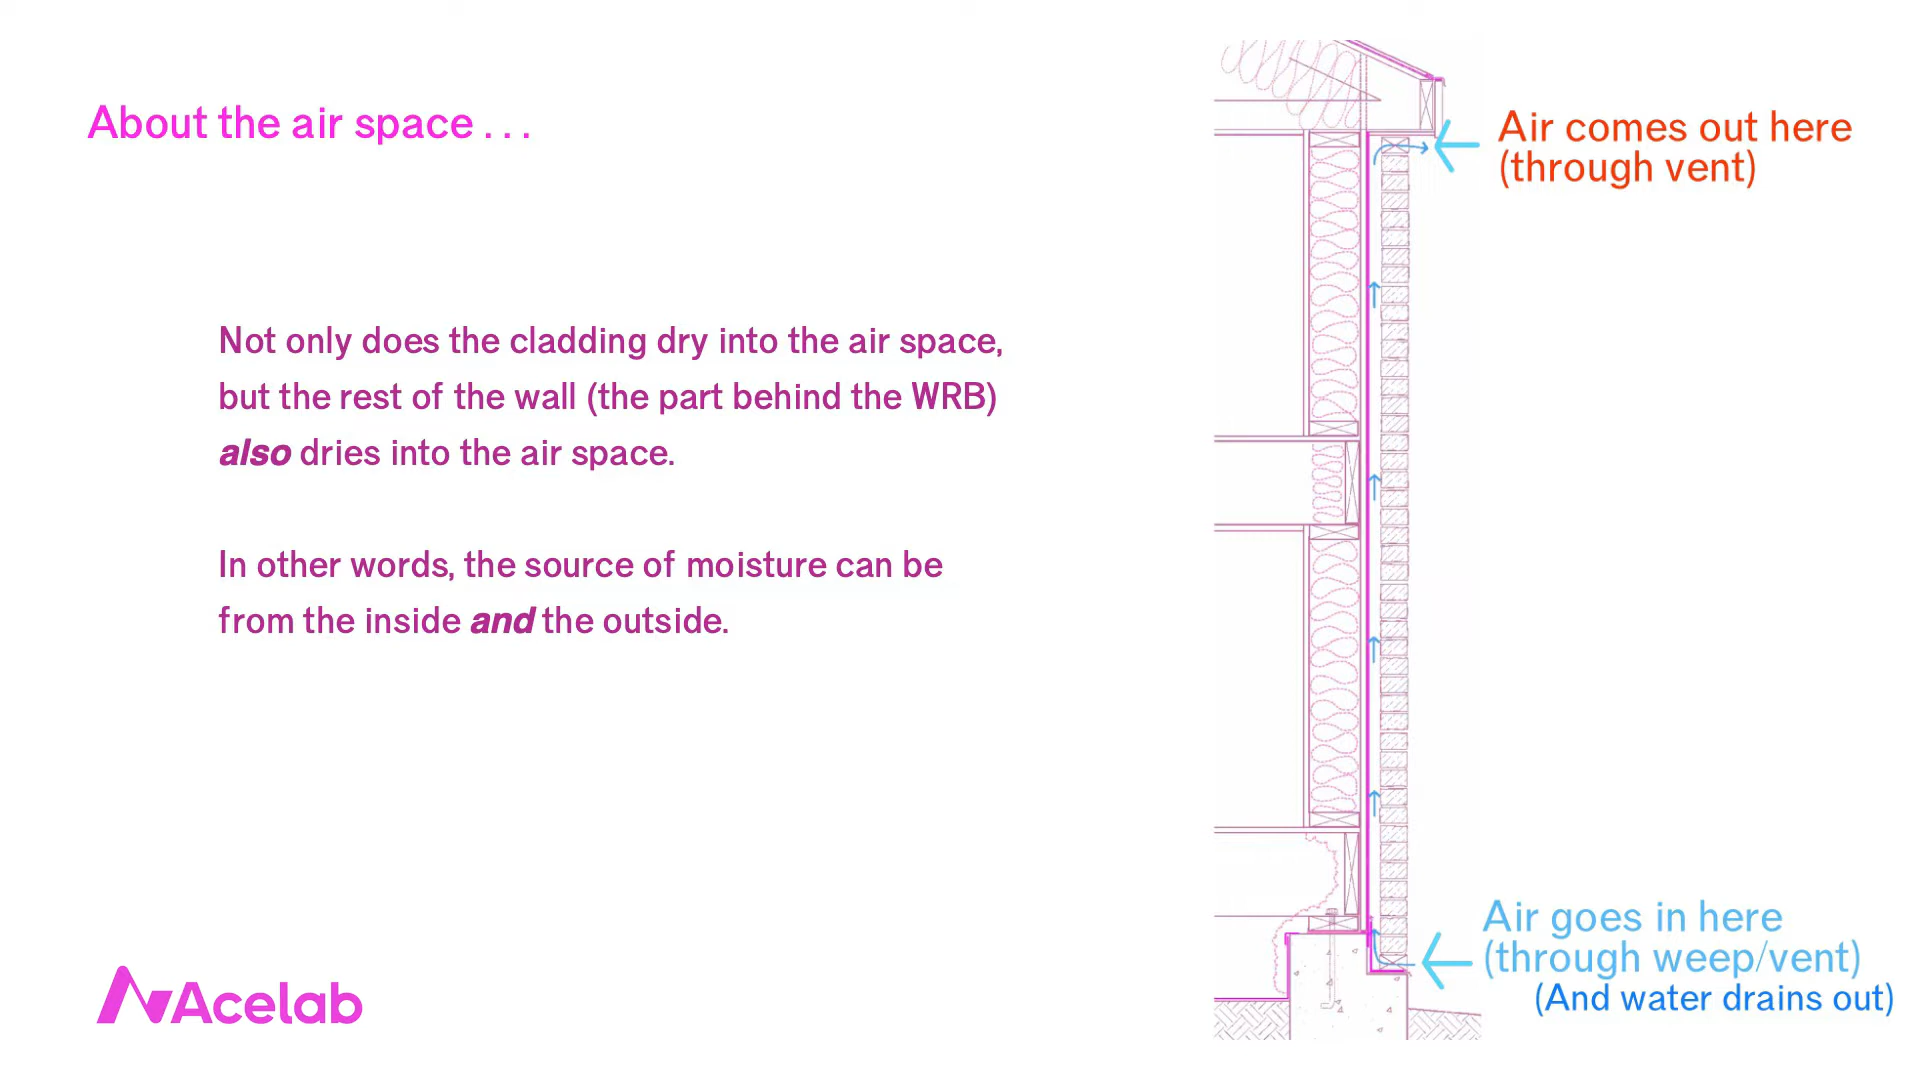 About the air space . . .
Air comes out here
(through vent)
Not only does the cladding dry into the air space,
but the rest of the wall (the part behind the WRB)
also dries into the air space.
In other words, the source of moisture can be
from the inside and the outside.
Air goes in here
(through weep/vent)
(And water drains out)
Acelab